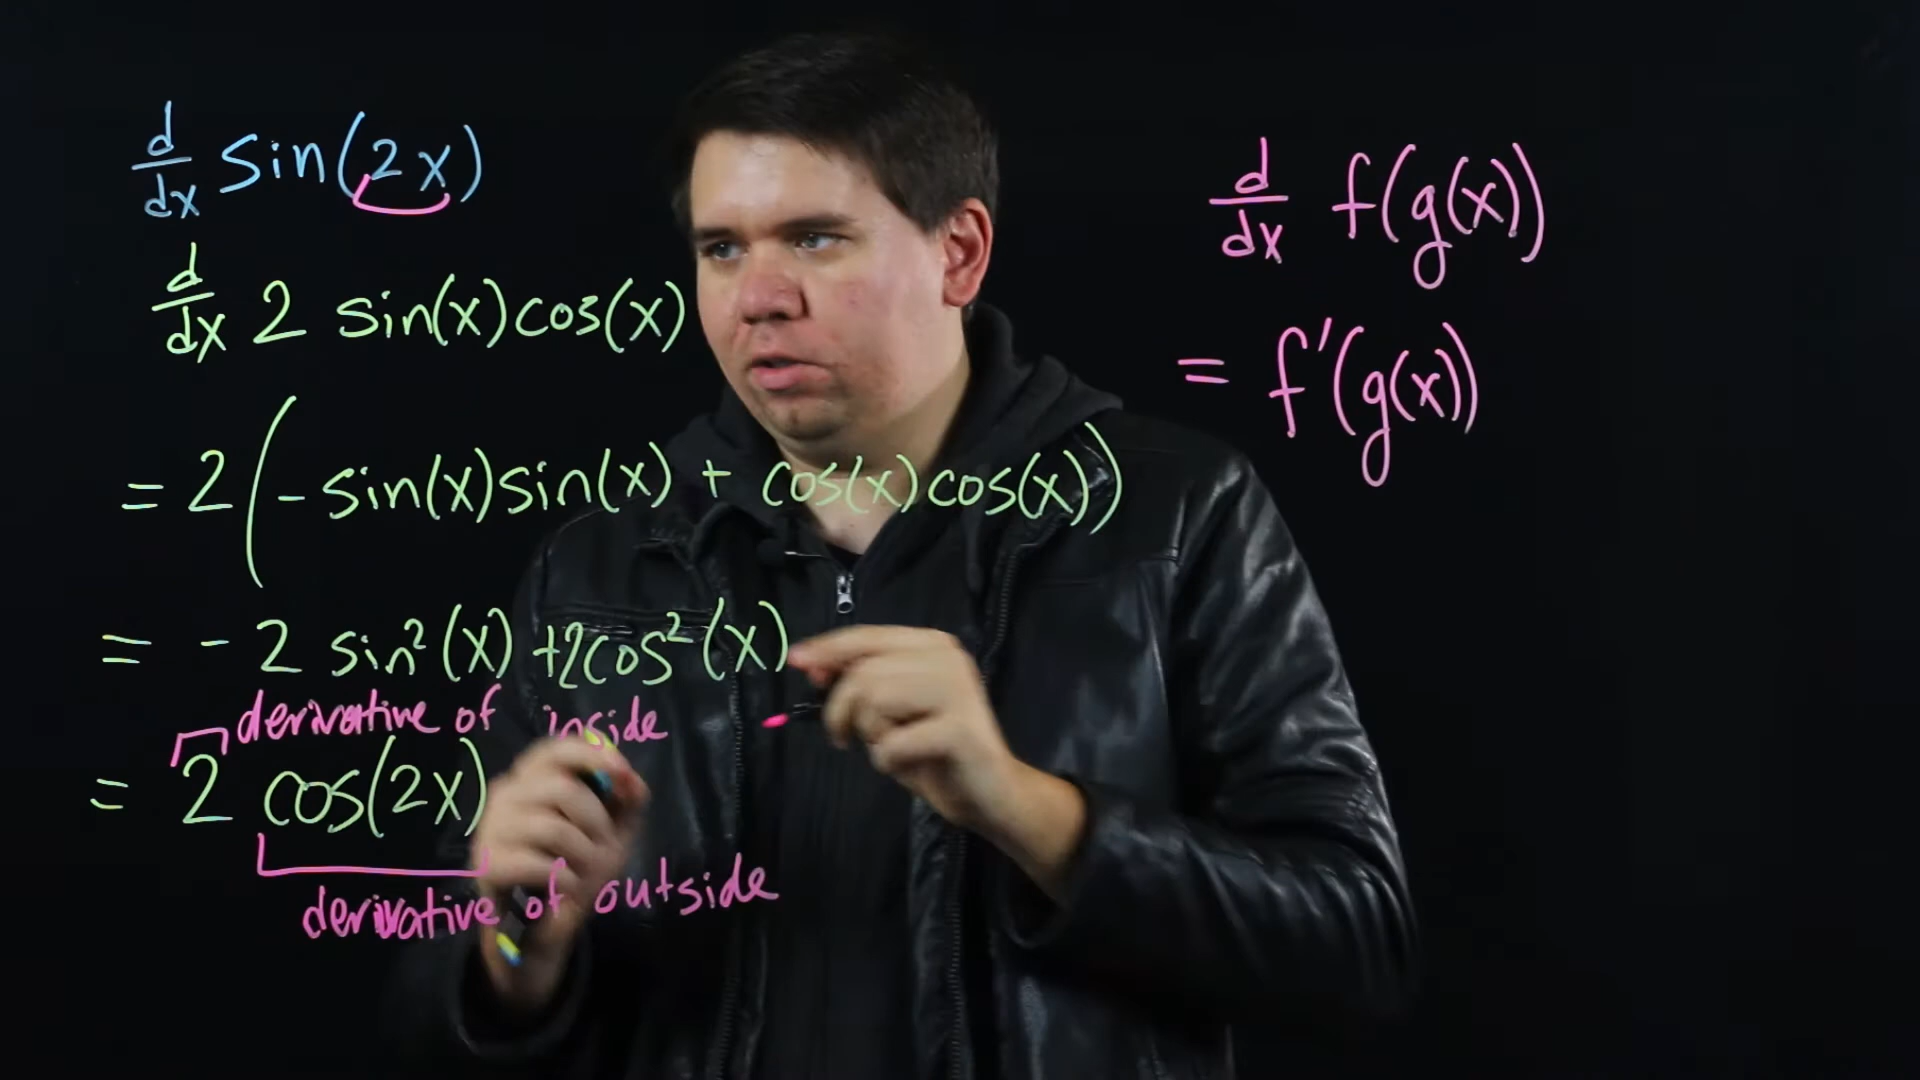 d/dx sin(2x)
d/dx 2 sin(x)cos(x)
= 2(-sin(x)sin(x) + cos(x)cos(x))
= -2 sin²(x) +2cos²(x)
derivative of inside
= 2 cos(2x)
derivative of outside
d/dx f(g(x))
= f'(g(x))